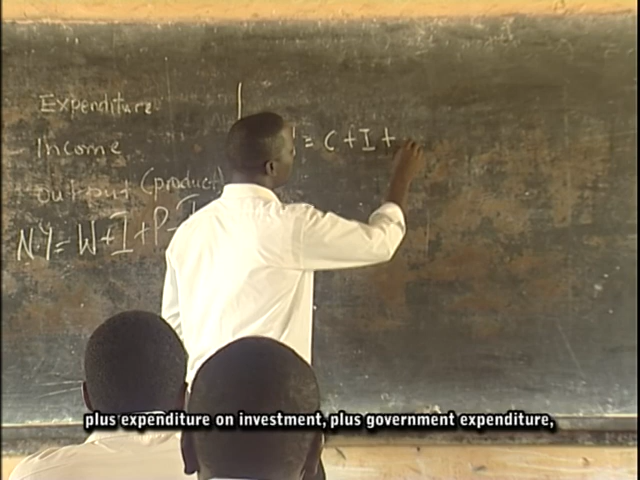 Expenditure
Income
output (product)
N.Y= W+I+P-
= C+I+
plus expenditure on investment, plus government expenditure,